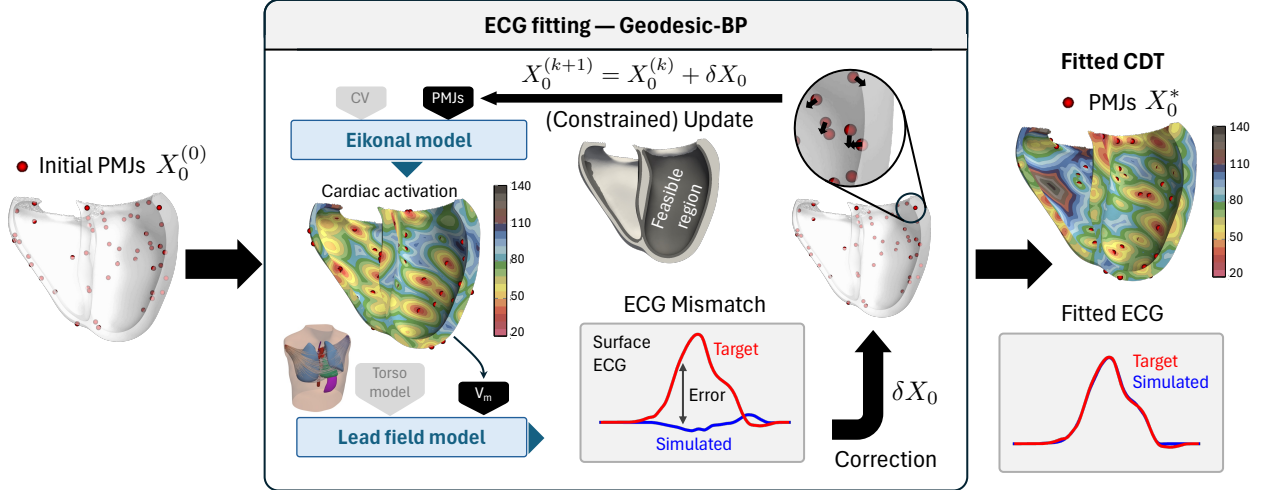 ECG fitting — Geodesic-BP
Initial PMJs X_0^{(0)}
X_0^{(k+1)} = X_0^{(k)} + δX_0
(Constrained) Update
CV
PMJs
Eikonal model
Cardiac activation
140
110
80
50
20
Feasible
region
Torso
model
V_m
Lead field model
ECG Mismatch
Surface
ECG
Target
Error
Simulated
δX_0
Correction
Fitted CDT
PMJs X_0^*
140
110
80
50
20
Fitted ECG
Target
Simulated